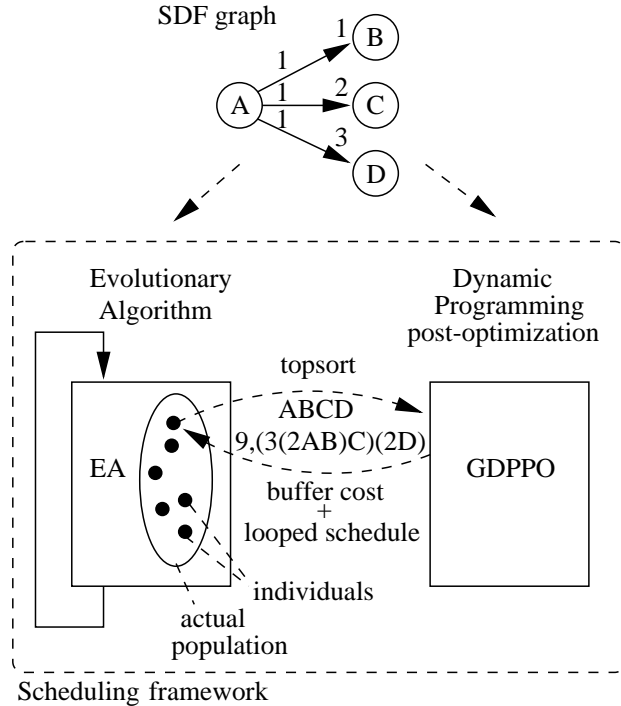 SDF graph
1 B
1
A 1 2 C
1
3
D
Evolutionary
Algorithm
Dynamic
Programming
post-optimization
topsort
ABCD
9,(3(2AB)C)(2D)
EA
GDPPO
buffer cost
+
looped schedule
individuals
actual
population
Scheduling framework